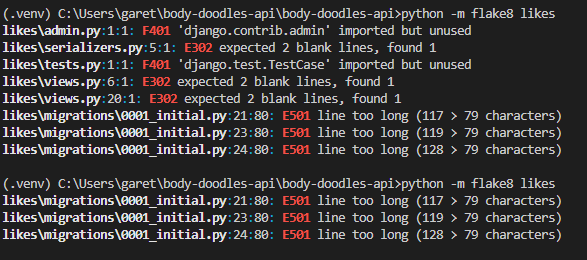 (.venv) C:\Users\garet\body-doodles-api\body-doodles-api>python -m flake8 likes
likes\admin.py:1:1: F401 'django.contrib.admin' imported but unused
likes\serializers.py:5:1: E302 expected 2 blank lines, found 1
likes\tests.py:1:1: F401 'django.test.TestCase' imported but unused
likes\views.py:6:1: E302 expected 2 blank lines, found 1
likes\views.py:20:1: E302 expected 2 blank lines, found 1
likes\migrations\0001_initial.py:21:80: E501 line too long (117 > 79 characters)
likes\migrations\0001_initial.py:23:80: E501 line too long (119 > 79 characters)
likes\migrations\0001_initial.py:24:80: E501 line too long (128 > 79 characters)
(.venv) C:\Users\garet\body-doodles-api\body-doodles-api>python -m flake8 likes
likes\migrations\0001_initial.py:21:80: E501 line too long (117 > 79 characters)
likes\migrations\0001_initial.py:23:80: E501 line too long (119 > 79 characters)
likes\migrations\0001_initial.py:24:80: E501 line too long (128 > 79 characters)